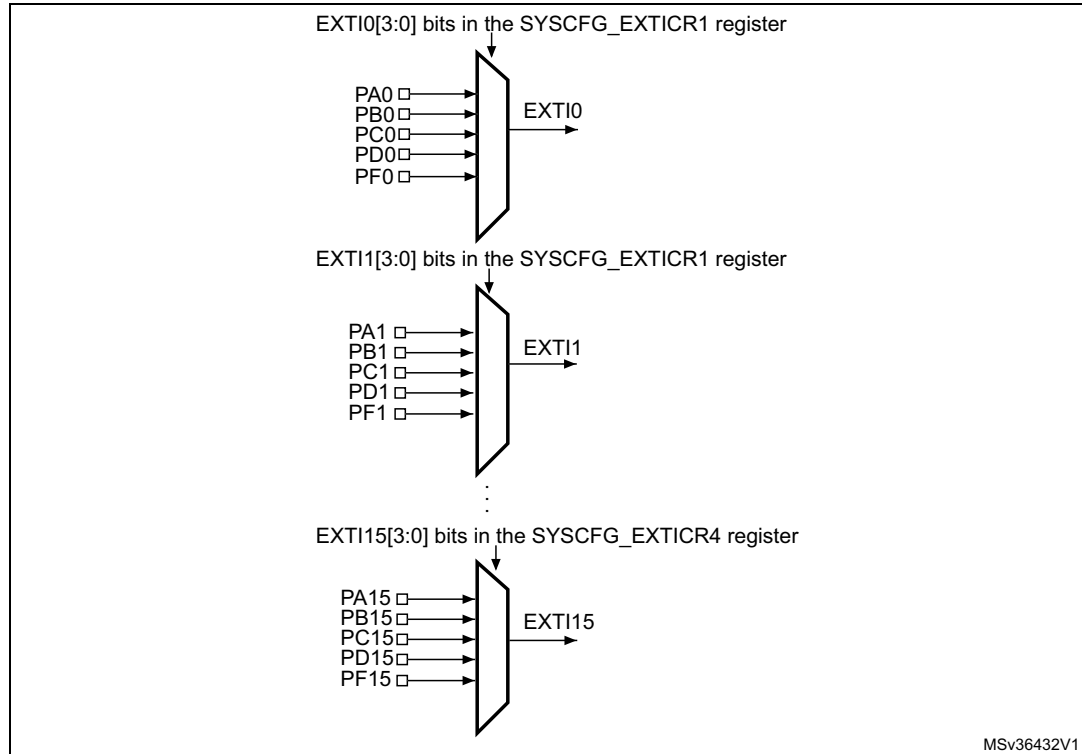 EXTI0[3:0] bits in the SYSCFG_EXTICR1 register
PA0
PB0
PC0
PD0
PF0
EXTI0
EXTI1[3:0] bits in the SYSCFG_EXTICR1 register
PA1
PB1
PC1
PD1
PF1
EXTI1
EXTI15[3:0] bits in the SYSCFG_EXTICR4 register
PA15
PB15
PC15
PD15
PF15
EXTI15
MSv36432V1